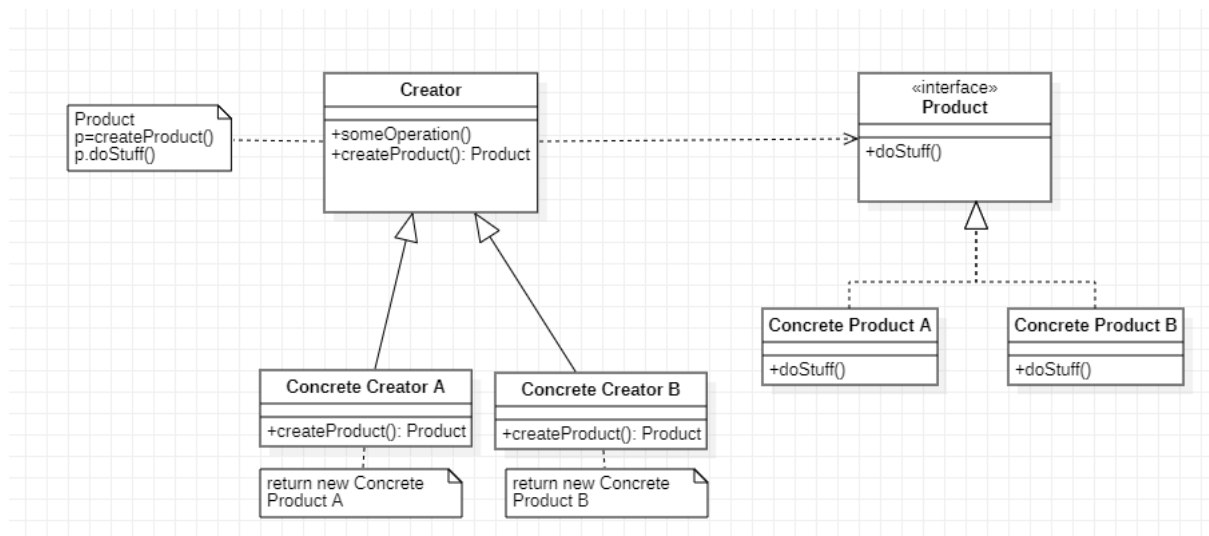 Product
p=createProduct()
p.doStuff()
Creator
+someOperation()
+createProduct(): Product
«interface»
Product
+doStuff()
Concrete Creator A
+createProduct(): Product
return new Concrete
Product A
Concrete Creator B
+createProduct(): Product
return new Concrete
Product B
Concrete Product A
+doStuff()
Concrete Product B
+doStuff()